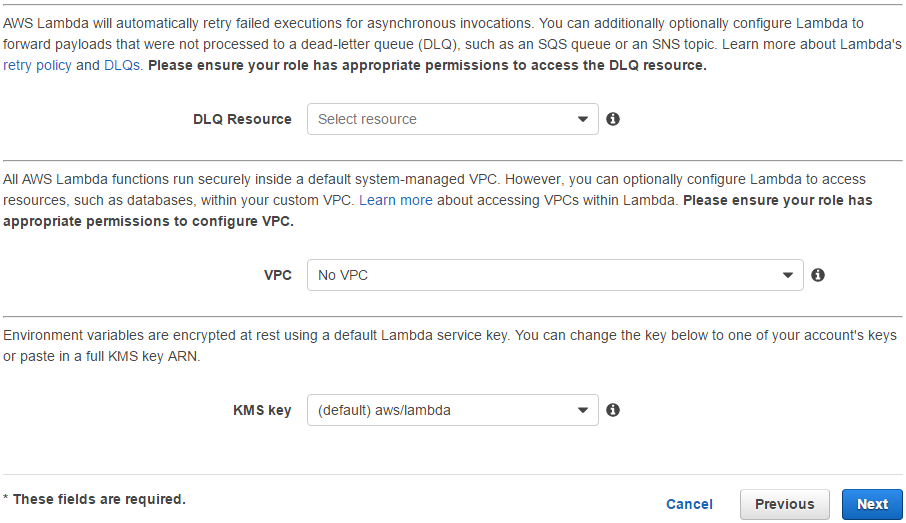 AWS Lambda will automatically retry failed executions for asynchronous invocations. You can additionally optionally configure Lambda to
forward payloads that were not processed to a dead-letter queue (DLQ), such as an SQS queue or an SNS topic. Learn more about Lambda's
retry policy and DLQs. Please ensure your role has appropriate permissions to access the DLQ resource.
DLQ Resource Select resource
All AWS Lambda functions run securely inside a default system-managed VPC. However, you can optionally configure Lambda to access
resources, such as databases, within your custom VPC. Learn more about accessing VPCs within Lambda. Please ensure your role has
appropriate permissions to configure VPC.
VPC No VPC
Environment variables are encrypted at rest using a default Lambda service key. You can change the key below to one of your account's keys
or paste in a full KMS key ARN.
KMS key (default) aws/lambda
* These fields are required. Cancel Previous Next